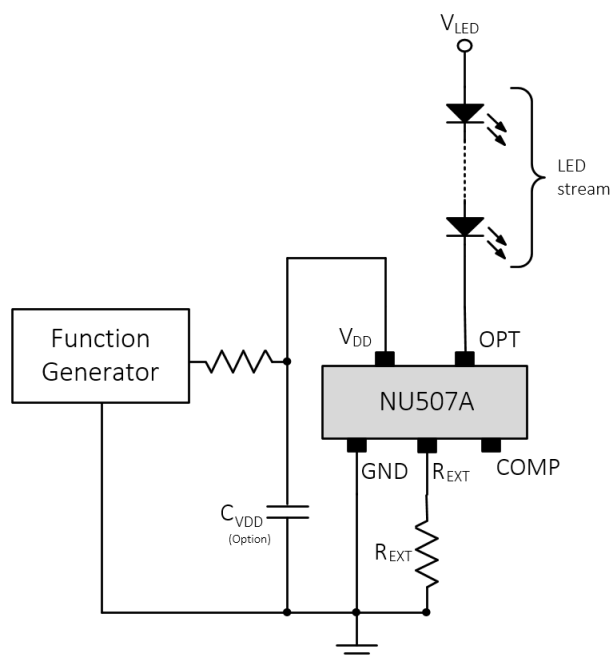 VLED
LED
stream
Function
Generator
VDD
OPT
NU507A
GND
REXT
COMP
CVDD
(Option)
REXT